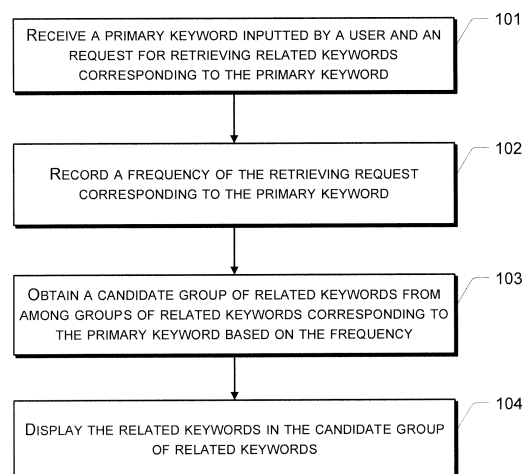 101
RECEIVE A PRIMARY KEYWORD INPUTTED BY A USER AND AN
REQUEST FOR RETRIEVING RELATED KEYWORDS
CORRESPONDING TO THE PRIMARY KEYWORD
102
RECORD A FREQUENCY OF THE RETRIEVING REQUEST
CORRESPONDING TO THE PRIMARY KEYWORD
103
OBTAIN A CANDIDATE GROUP OF RELATED KEYWORDS FROM
AMONG GROUPS OF RELATED KEYWORDS CORRESPONDING TO
THE PRIMARY KEYWORD BASED ON THE FREQUENCY
104
DISPLAY THE RELATED KEYWORDS IN THE CANDIDATE GROUP
OF RELATED KEYWORDS